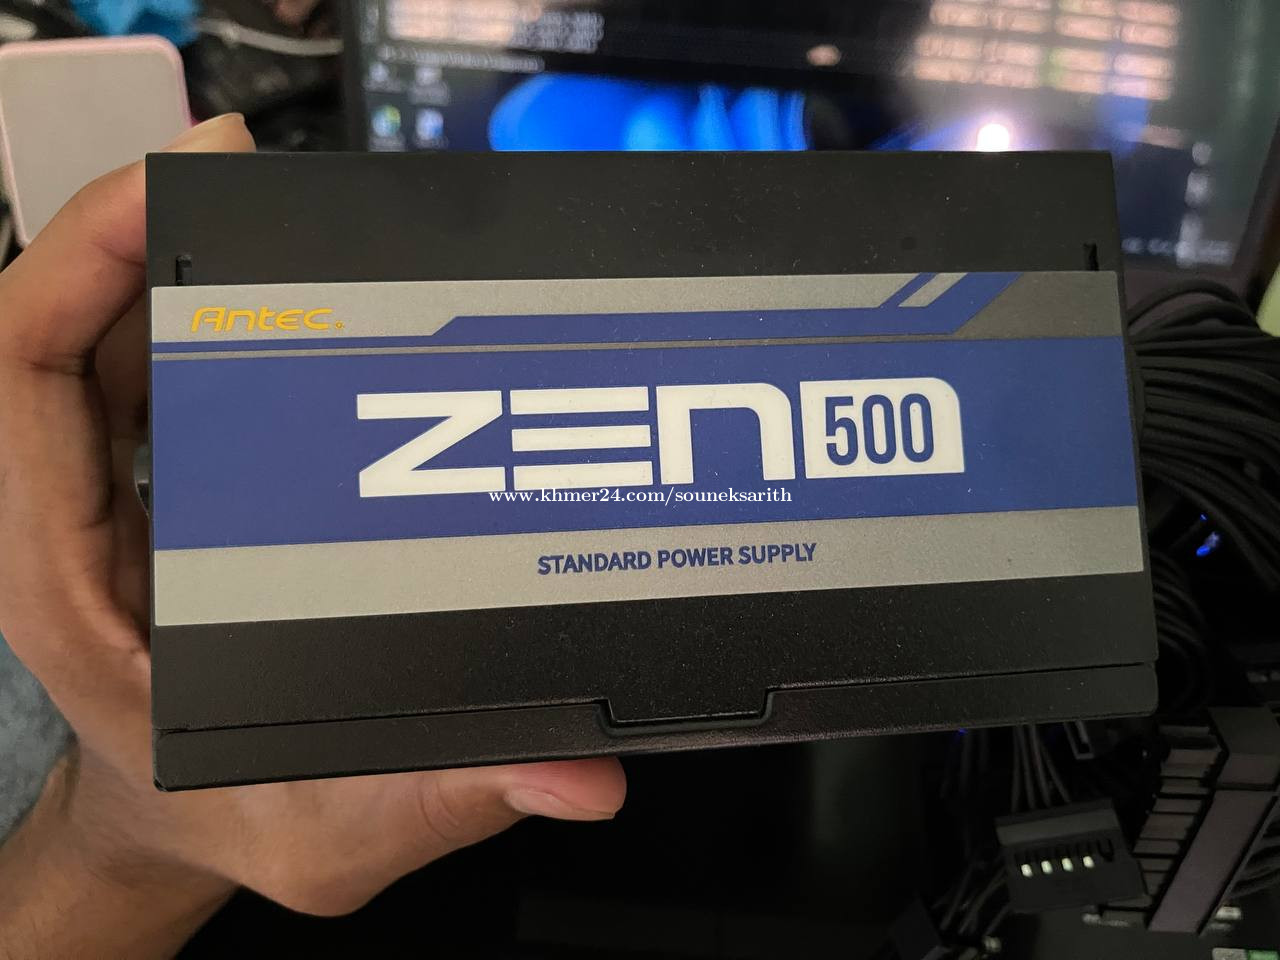 Antec
ZEN 500
www.khmer24.com/souneksarith
STANDARD POWER SUPPLY